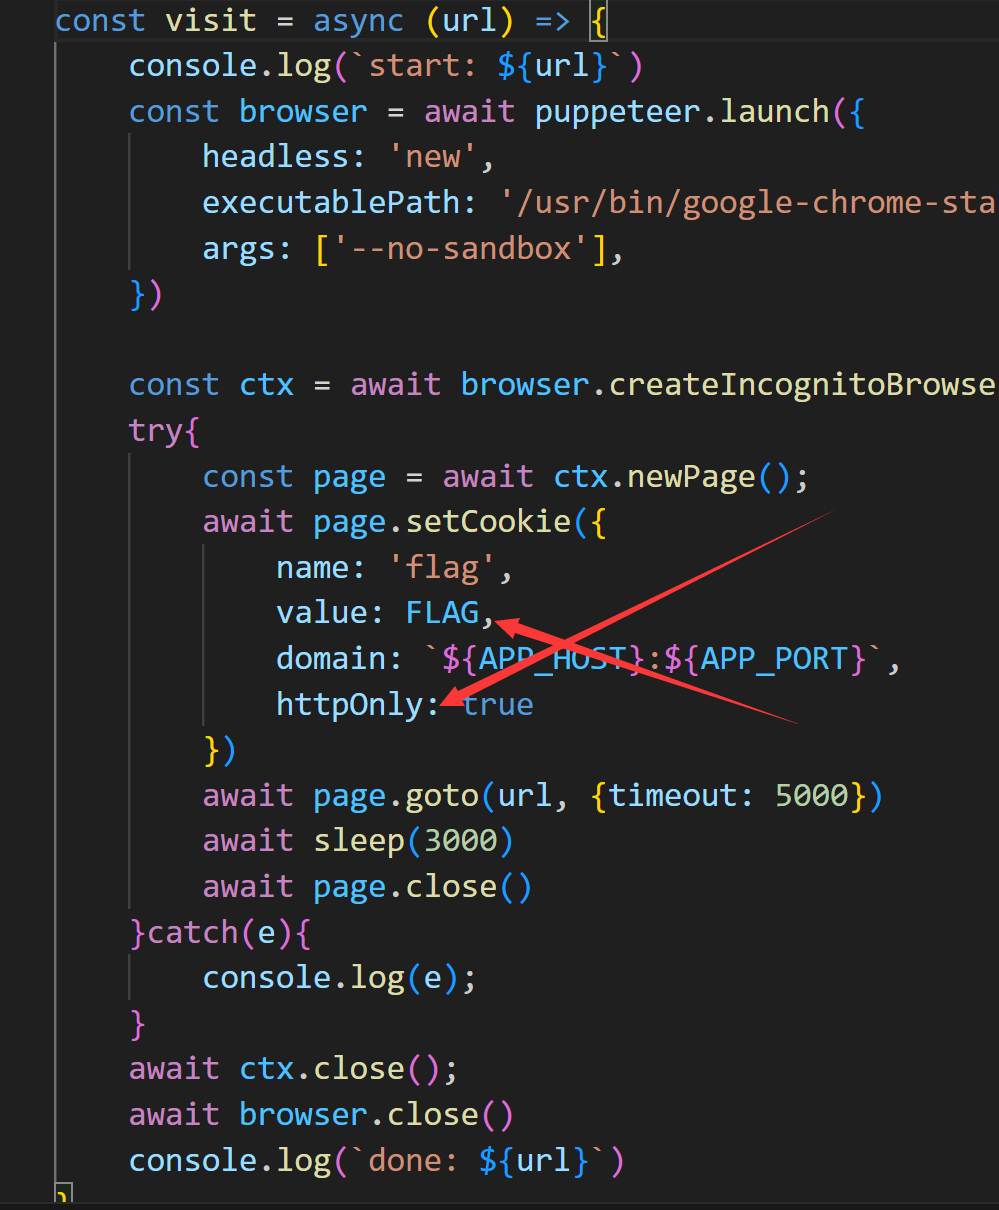 const visit = async (url) => {
console.log(`start: ${url}`)
const browser = await puppeteer.launch({
headless: 'new',
executablePath: '/usr/bin/google-chrome-sta
args: ['--no-sandbox'],
})
const ctx = await browser.createIncognitoBrowse
try{
const page = await ctx.newPage();
await page.setCookie({
name: 'flag',
value: FLAG,
domain: `${APP_HOST}:${APP_PORT}`,
httpOnly: true
})
await page.goto(url, {timeout: 5000})
await sleep(3000)
await page.close()
}catch(e){
console.log(e);
}
await ctx.close();
await browser.close()
console.log(`done: ${url}`)
}